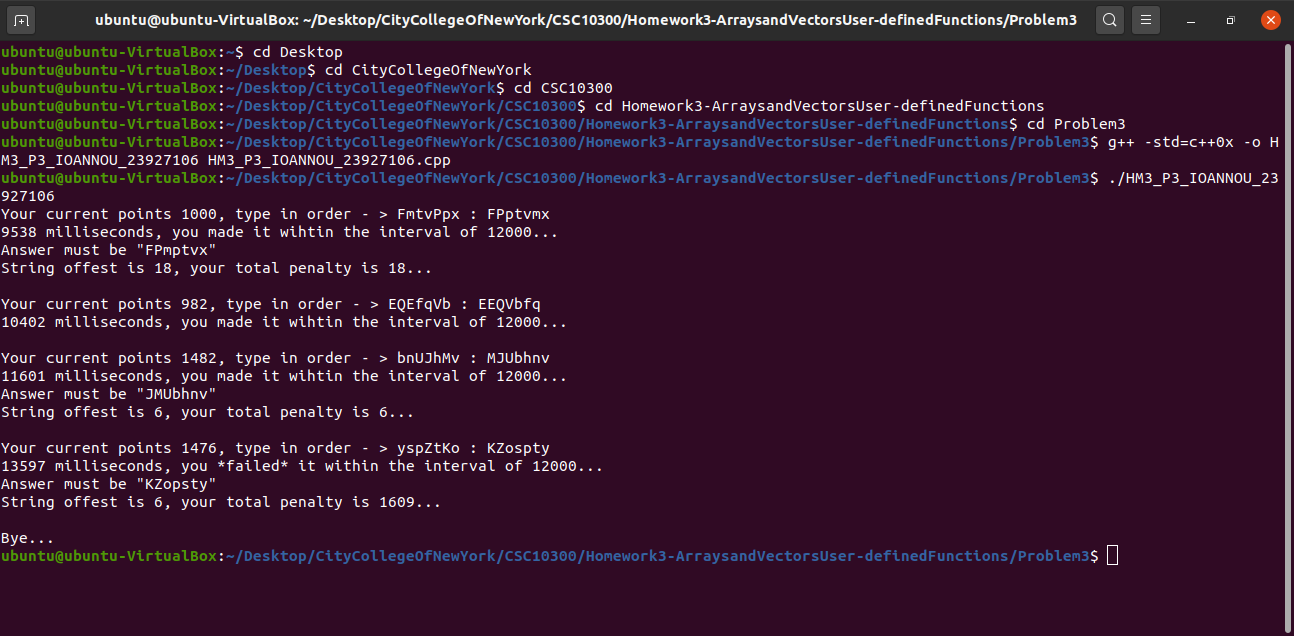 ubuntu@ubuntu-VirtualBox: ~/Desktop/CityCollegeOfNewYork/CSC10300/Homework3-ArraysandVectorsUser-definedFunctions/Problem3
ubuntu@ubuntu-VirtualBox:~$ cd Desktop
ubuntu@ubuntu-VirtualBox:~/Desktop$ cd CityCollegeOfNewYork
ubuntu@ubuntu-VirtualBox:~/Desktop/CityCollegeOfNewYork$ cd CSC10300
ubuntu@ubuntu-VirtualBox:~/Desktop/CityCollegeOfNewYork/CSC10300$ cd Homework3-ArraysandVectorsUser-definedFunctions
ubuntu@ubuntu-VirtualBox:~/Desktop/CityCollegeOfNewYork/CSC10300/Homework3-ArraysandVectorsUser-definedFunctions$ cd Problem3
ubuntu@ubuntu-VirtualBox:~/Desktop/CityCollegeOfNewYork/CSC10300/Homework3-ArraysandVectorsUser-definedFunctions/Problem3$ g++ -std=c++0x -o H
M3_P3_IOANNOU_23927106 HM3_P3_IOANNOU_23927106.cpp
ubuntu@ubuntu-VirtualBox:~/Desktop/CityCollegeOfNewYork/CSC10300/Homework3-ArraysandVectorsUser-definedFunctions/Problem3$ ./HM3_P3_IOANNOU_23
927106
Your current points 1000, type in order - > FmtvPpx : FPptvmx
9538 milliseconds, you made it wihtin the interval of 12000...
Answer must be "FPmptvx"
String offest is 18, your total penalty is 18...
Your current points 982, type in order - > EQEfqVb : EEQVbfq
10402 milliseconds, you made it wihtin the interval of 12000...
Your current points 1482, type in order - > bnUJhMv : MJUbhnv
11601 milliseconds, you made it wihtin the interval of 12000...
Answer must be "JMUbhnv"
String offest is 6, your total penalty is 6...
Your current points 1476, type in order - > yspZtKo : KZospty
13597 milliseconds, you *failed* it within the interval of 12000...
Answer must be "KZopsty"
String offest is 6, your total penalty is 1609...
Bye...
ubuntu@ubuntu-VirtualBox:~/Desktop/CityCollegeOfNewYork/CSC10300/Homework3-ArraysandVectorsUser-definedFunctions/Problem3$